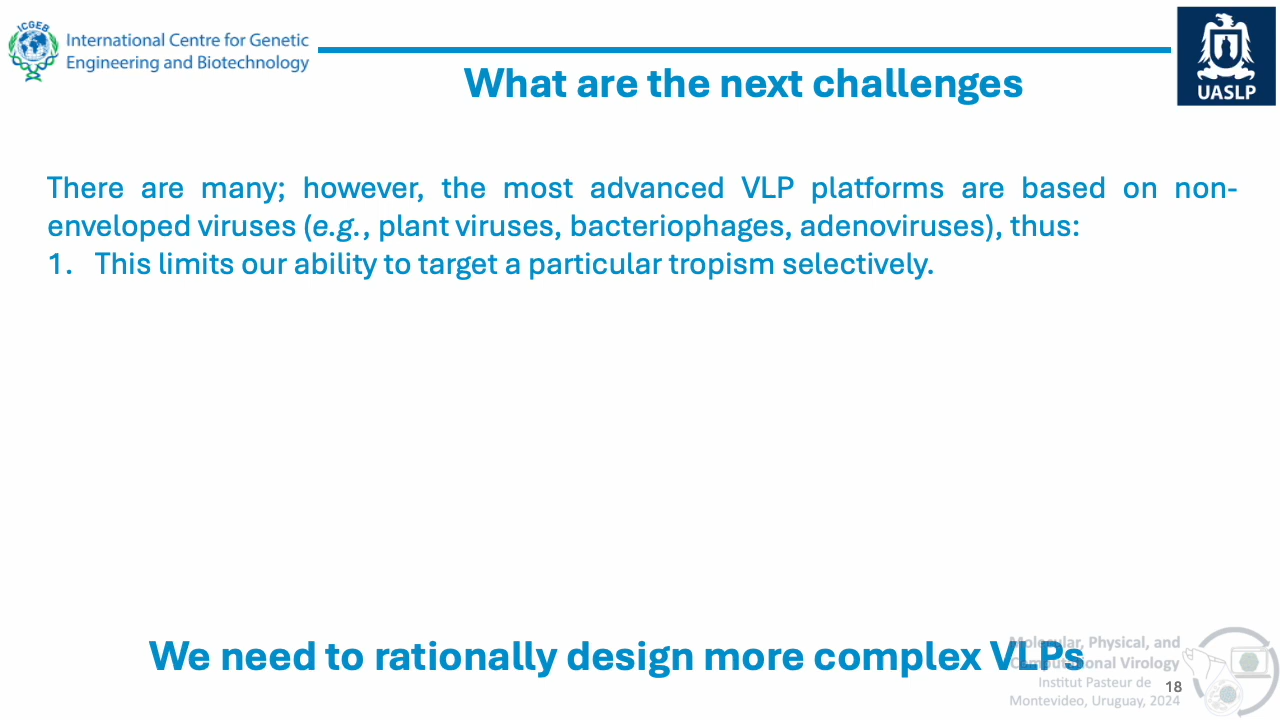 ICGEB
International Centre for Genetic
Engineering and Biotechnology
UASLP
What are the next challenges
There are many; however, the most advanced VLP platforms are based on non-
enveloped viruses (e.g., plant viruses, bacteriophages, adenoviruses), thus:
1. This limits our ability to target a particular tropism selectively.
We need to rationally design more complex VLPs
Molecular, Physical, and
Computational Virology
Institut Pasteur de
Montevideo, Uruguay, 2024
18